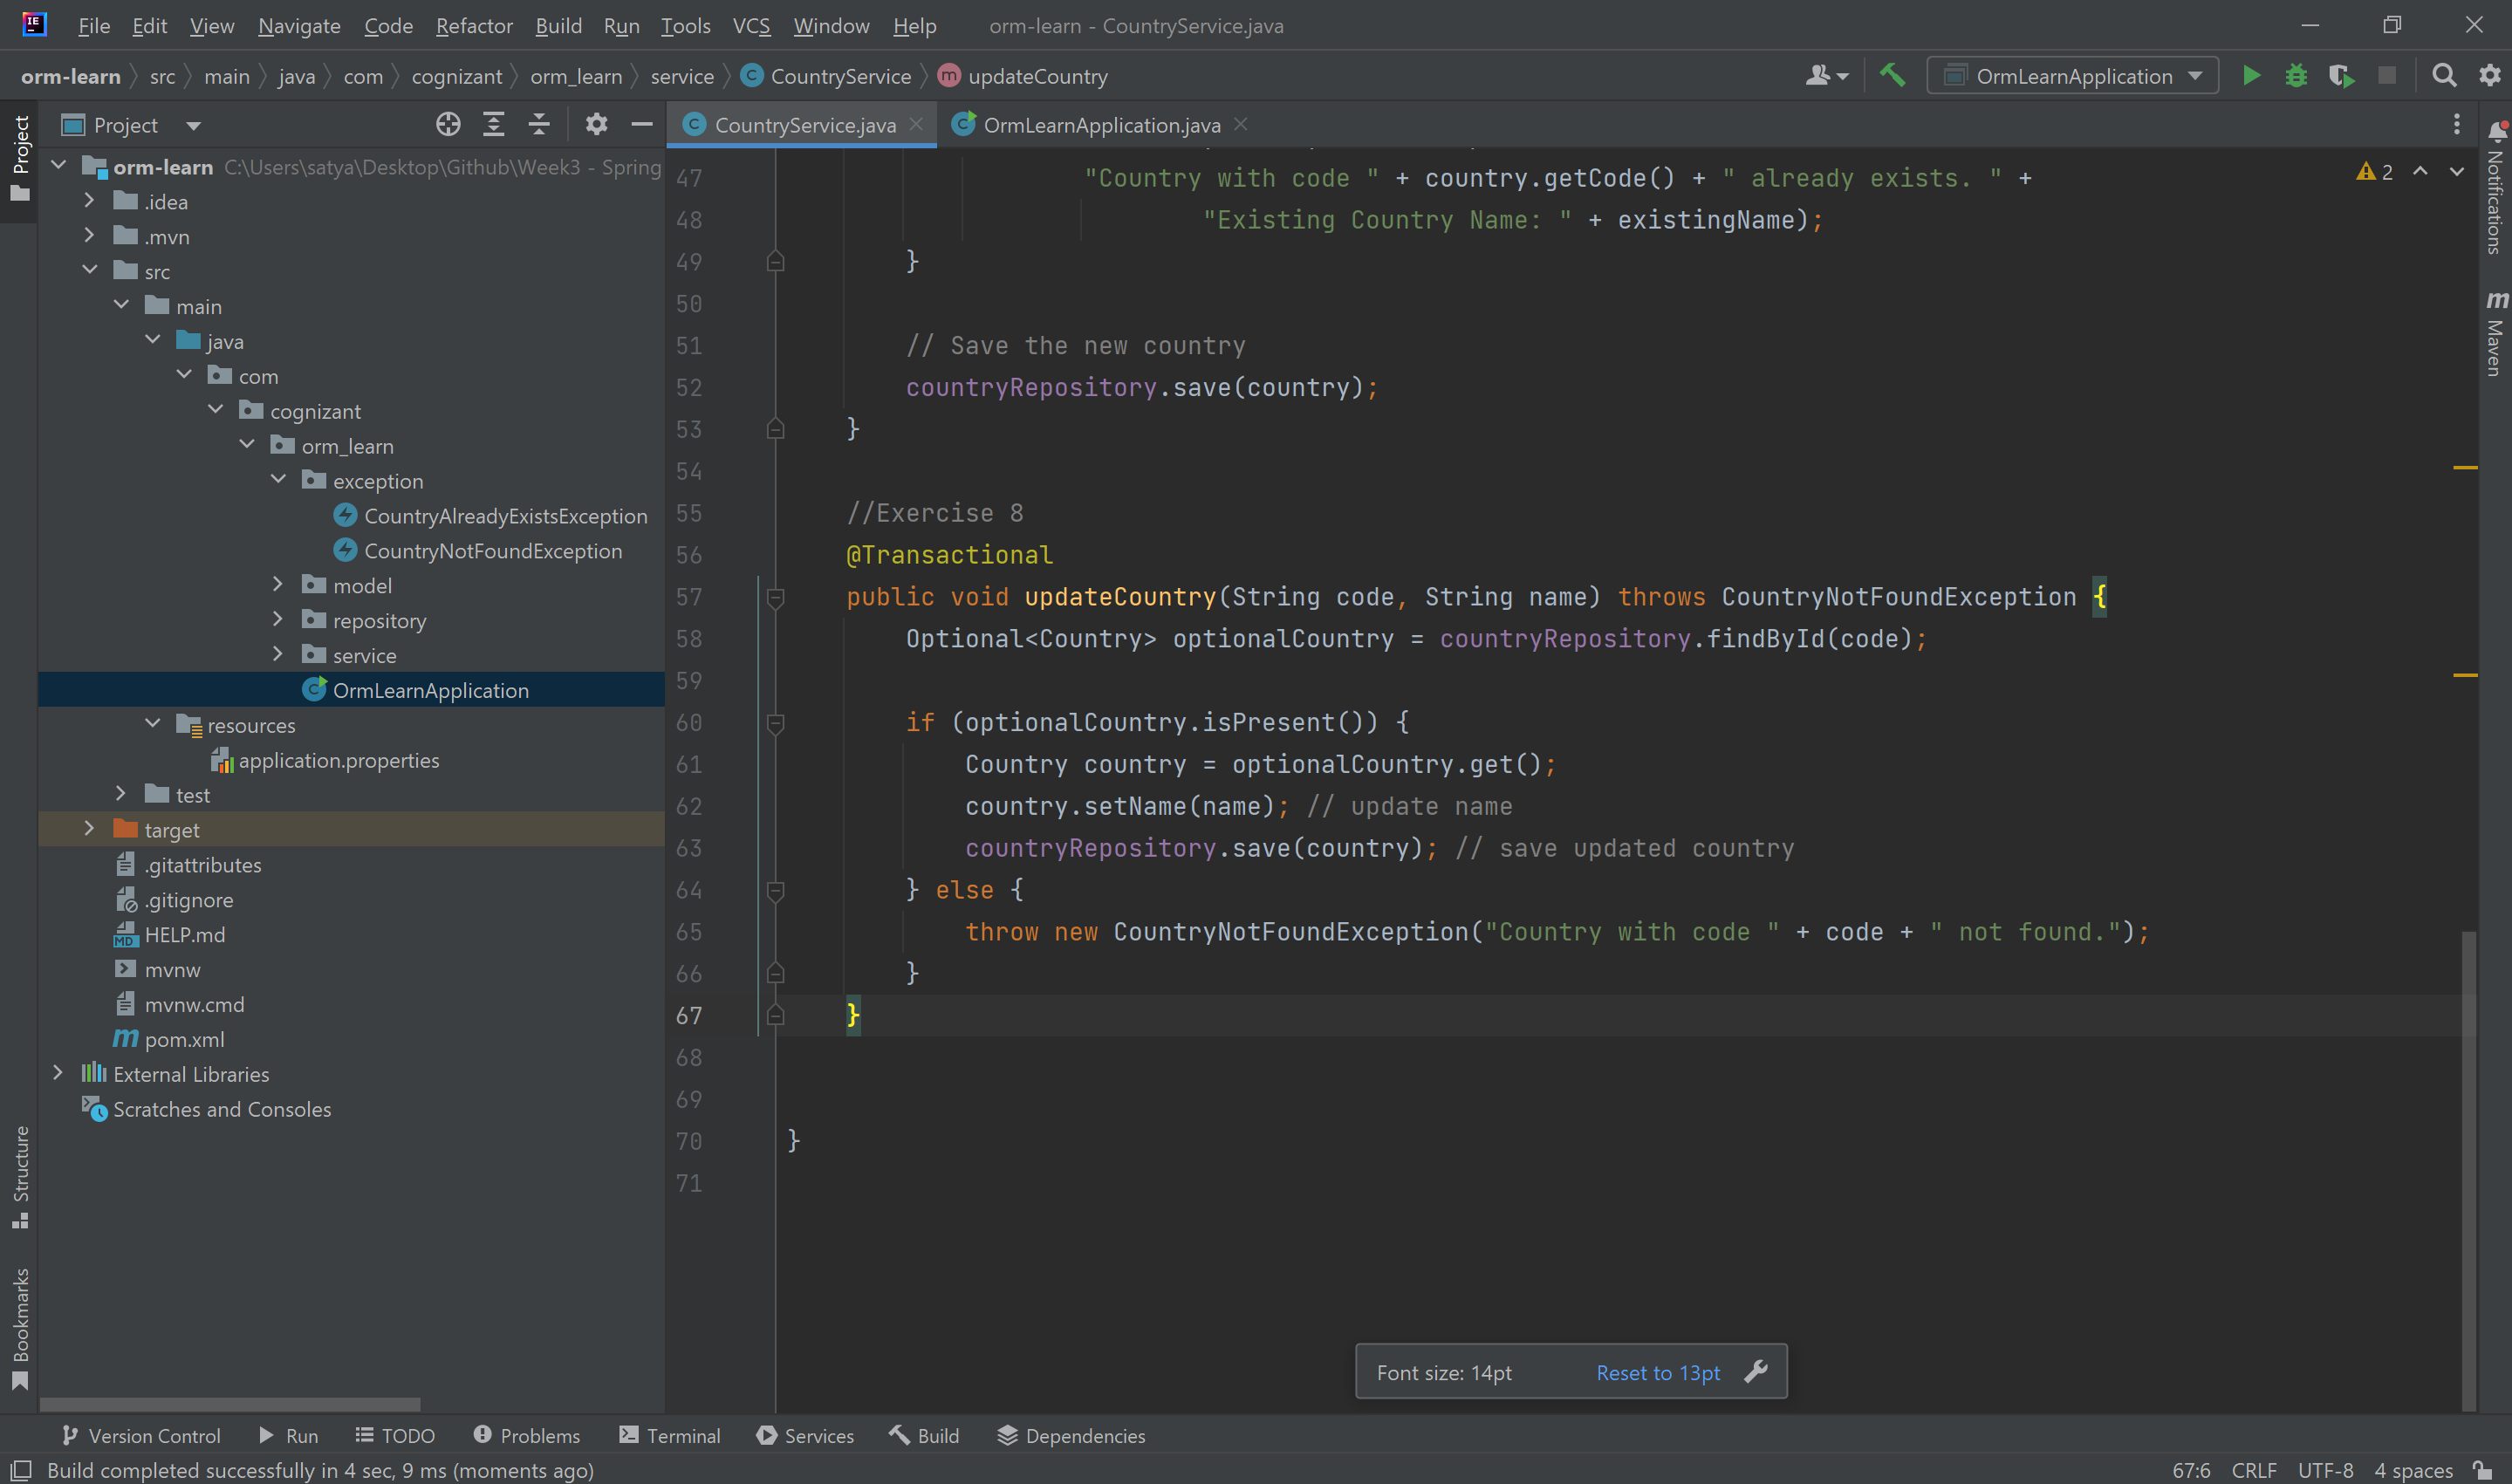 File Edit View Navigate Code Refactor Build Run Tools VCS Window Help orm-learn - CountryService.java
orm-learn src main java com cognizant orm_learn service CountryService updateCountry OrmLearnApplication
Project
Project
CountryService.java OrmLearnApplication.java
orm-learn C:\Users\satya\Desktop\Github\Week3 - Spring
.idea
.mvn
src
main
java
com
cognizant
orm_learn
exception
CountryAlreadyExistsException
CountryNotFoundException
model
repository
service
OrmLearnApplication
resources
application.properties
test
target
.gitattributes
.gitignore
HELP.md
mvnw
mvnw.cmd
pom.xml
External Libraries
Scratches and Consoles
Structure
Bookmarks
2
47 "Country with code " + country.getCode() + " already exists. " +
48 "Existing Country Name: " + existingName);
49 }
50
51 // Save the new country
52 countryRepository.save(country);
53 }
54
55 //Exercise 8
56 @Transactional
57 public void updateCountry(String code, String name) throws CountryNotFoundException {
58 Optional<Country> optionalCountry = countryRepository.findById(code);
59
60 if (optionalCountry.isPresent()) {
61 Country country = optionalCountry.get();
62 country.setName(name); // update name
63 countryRepository.save(country); // save updated country
64 } else {
65 throw new CountryNotFoundException("Country with code " + code + " not found.");
66 }
67 }
68
69
70 }
71
Notifications
Maven
Font size: 14pt Reset to 13pt
Version Control Run TODO Problems Terminal Services Build Dependencies
Build completed successfully in 4 sec, 9 ms (moments ago) 67:6 CRLF UTF-8 4 spaces